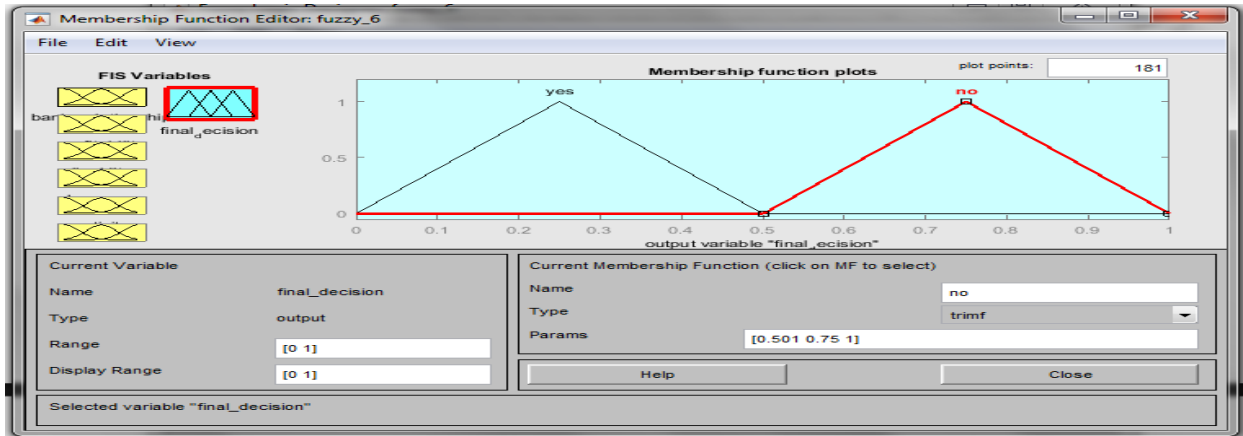 Membership Function Editor: fuzzy_6
File Edit View
FIS Variables
final_decision
Membership function plots
plot points: 181
yes
no
1
0.5
0
0 0.1 0.2 0.3 0.4 0.5 0.6 0.7 0.8 0.9 1
output variable "final_ecision"
Current Variable
Name final_decision
Type output
Range [0 1]
Display Range [0 1]
Current Membership Function (click on MF to select)
Name no
Type trimf
Params [0.501 0.75 1]
Help Close
Selected variable "final_decision"